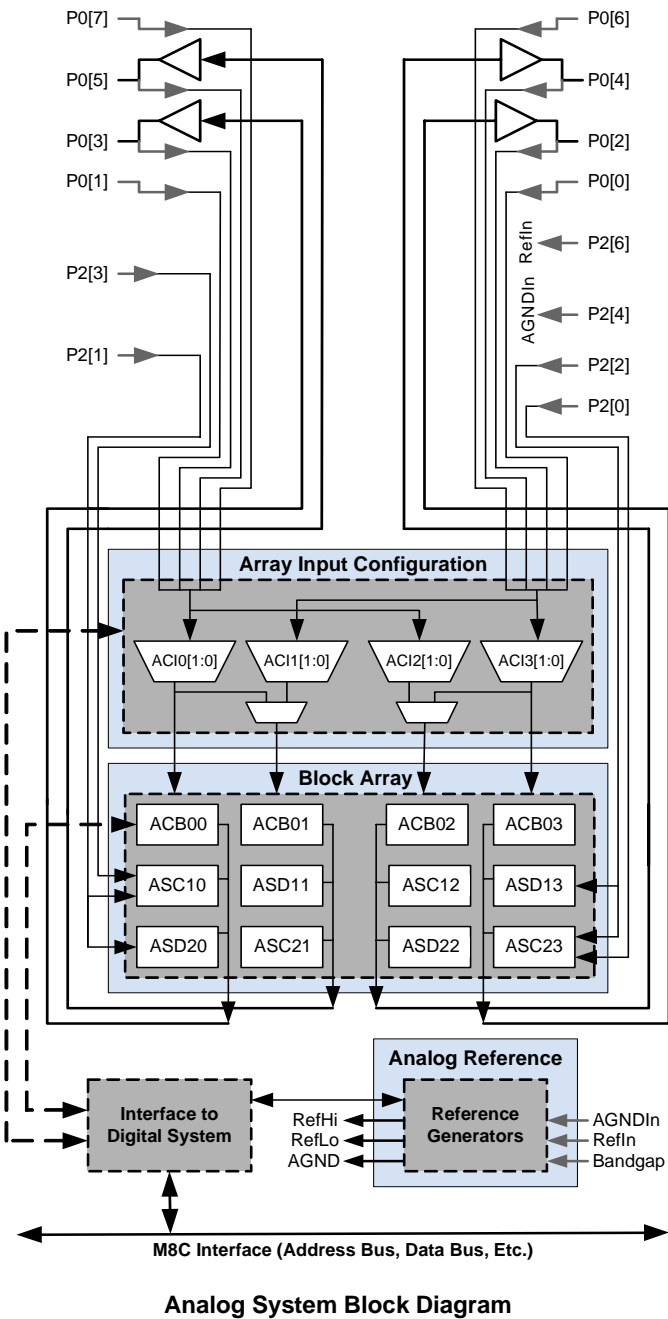 P0[7]
P0[6]
P0[5]
P0[4]
P0[3]
P0[2]
P0[1]
P0[0]
RefIn
P2[6]
P2[3]
AGNDIn
P2[4]
P2[1]
P2[2]
P2[0]
Array Input Configuration
ACI0[1:0]
ACI1[1:0]
ACI2[1:0]
ACI3[1:0]
Block Array
ACB00
ACB01
ACB02
ACB03
ASC10
ASD11
ASC12
ASD13
ASD20
ASC21
ASD22
ASC23
Analog Reference
Interface to
Digital System
RefHi
RefLo
AGND
Reference
Generators
AGNDIn
RefIn
Bandgap
M8C Interface (Address Bus, Data Bus, Etc.)
Analog System Block Diagram